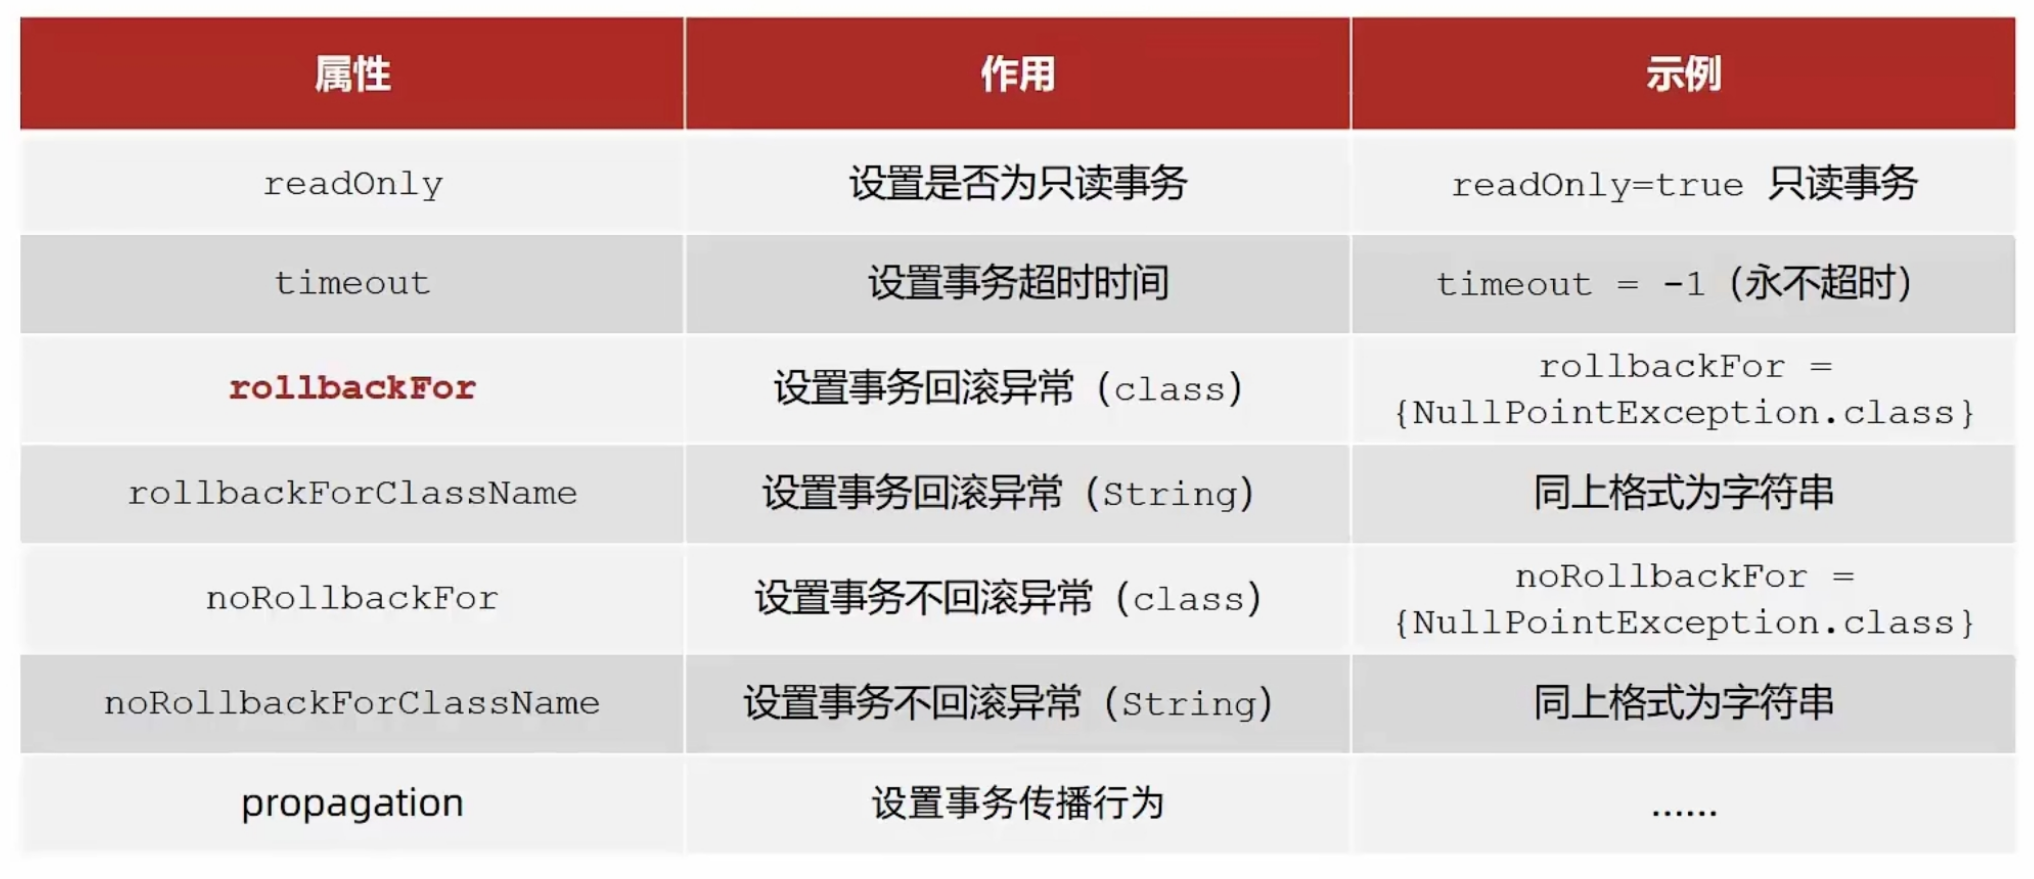 属性 作用 示例
readOnly 设置是否为只读事务 readOnly=true 只读事务
timeout 设置事务超时时间 timeout = -1（永不超时）
rollbackFor 设置事务回滚异常（class） rollbackFor =
{NullPointException.class}
rollbackForClassName 设置事务回滚异常（String） 同上格式为字符串
noRollbackFor 设置事务不回滚异常（class） noRollbackFor =
{NullPointException.class}
noRollbackForClassName 设置事务不回滚异常（String） 同上格式为字符串
propagation 设置事务传播行为 ……